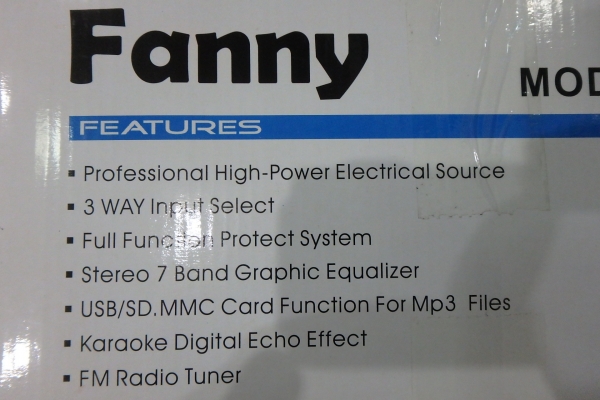 Fanny
MOD
FEATURES
▪ Professional High-Power Electrical Source
▪ 3 WAY Input Select
▪ Full Function Protect System
▪ Stereo 7 Band Graphic Equalizer
▪ USB/SD.MMC Card Function For Mp3 Files
▪ Karaoke Digital Echo Effect
▪ FM Radio Tuner